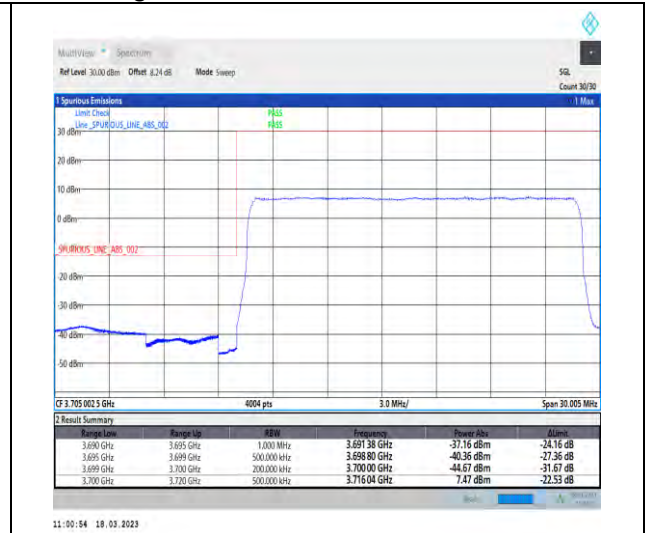 MultiView Spectrum
Ref Level 30.00 dBm Offset 8.24 dB Mode Sweep SGL
Count 30/30
1 Spurious Emissions 1 Max
Limit Check PASS
Line _SPURIOUS_LINE_ABS_002 PASS
30 dBm
20 dBm
10 dBm
0 dBm
_SPURIOUS_LINE_ABS_002
-20 dBm
-30 dBm
-40 dBm
-50 dBm
CF 3.705 002 5 GHz 4004 pts 3.0 MHz/ Span 30.005 MHz
2 Result Summary
Range Low Range Up RBW Frequency Power Abs ΔLimit
3.690 GHz 3.695 GHz 1.000 MHz 3.691 38 GHz -37.16 dBm -24.16 dB
3.695 GHz 3.699 GHz 500.000 kHz 3.698 80 GHz -40.36 dBm -27.36 dB
3.699 GHz 3.700 GHz 200.000 kHz 3.700 00 GHz -44.67 dBm -31.67 dB
3.700 GHz 3.720 GHz 500.000 kHz 3.716 04 GHz 7.47 dBm -22.53 dB
11:00:54 18.03.2023